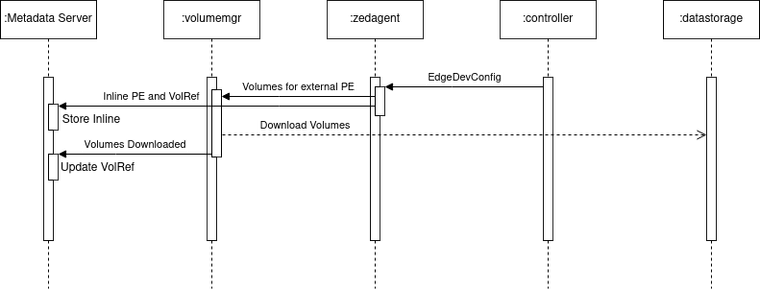 :Metadata Server
:volumemgr
:zedagent
:controller
:datastorage
EdgeDevConfig
Volumes for external PE
Inline PE and VolRef
Store Inline
Download Volumes
Volumes Downloaded
Update VolRef